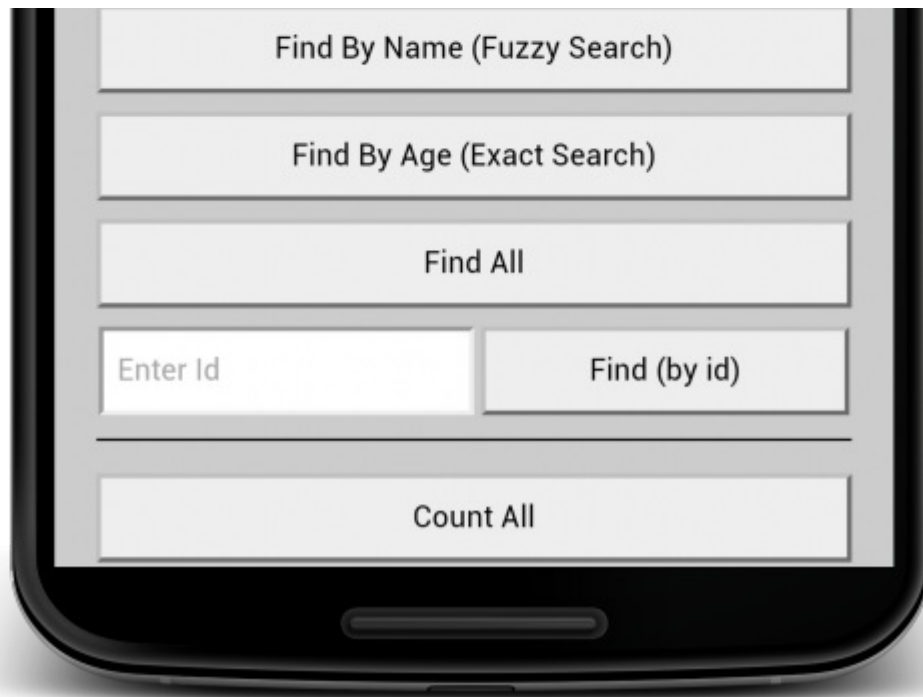 Find By Name (Fuzzy Search)
Find By Age (Exact Search)
Find All
Enter Id
Find (by id)
Count All